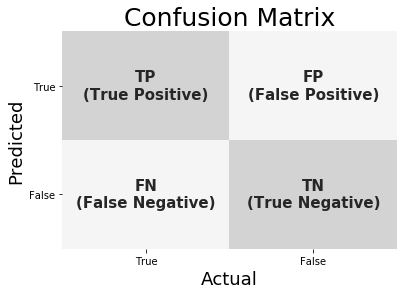 Confusion Matrix
Predicted
True
TP
(True Positive)
FP
(False Positive)
False
FN
(False Negative)
TN
(True Negative)
True
False
Actual